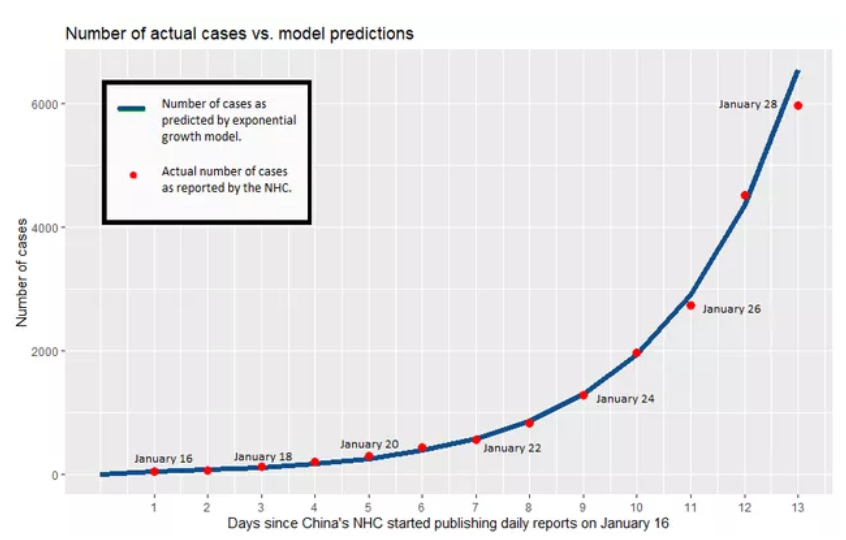 Number of actual cases vs. model predictions
Number of cases as
predicted by exponential
growth model.
Actual number of cases
as reported by the NHC.
Number of cases
6000
4000
2000
0
January 16
January 18
January 20
January 22
January 24
January 26
January 28
1 2 3 4 5 6 7 8 9 10 11 12 13
Days since China's NHC started publishing daily reports on January 16